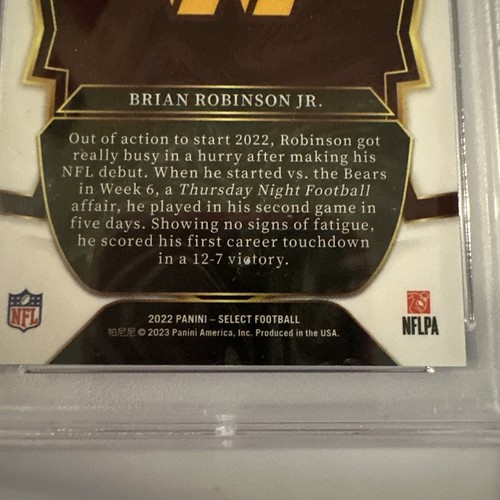 BRIAN ROBINSON JR.
Out of action to start 2022, Robinson got
really busy in a hurry after making his
NFL debut. When he started vs. the Bears
in Week 6, a Thursday Night Football
affair, he played in his second game in
five days. Showing no signs of fatigue,
he scored his first career touchdown
in a 12-7 victory.
NFL
NFLPA
2022 PANINI – SELECT FOOTBALL
帕尼尼 © 2023 Panini America, Inc. Produced in the USA.